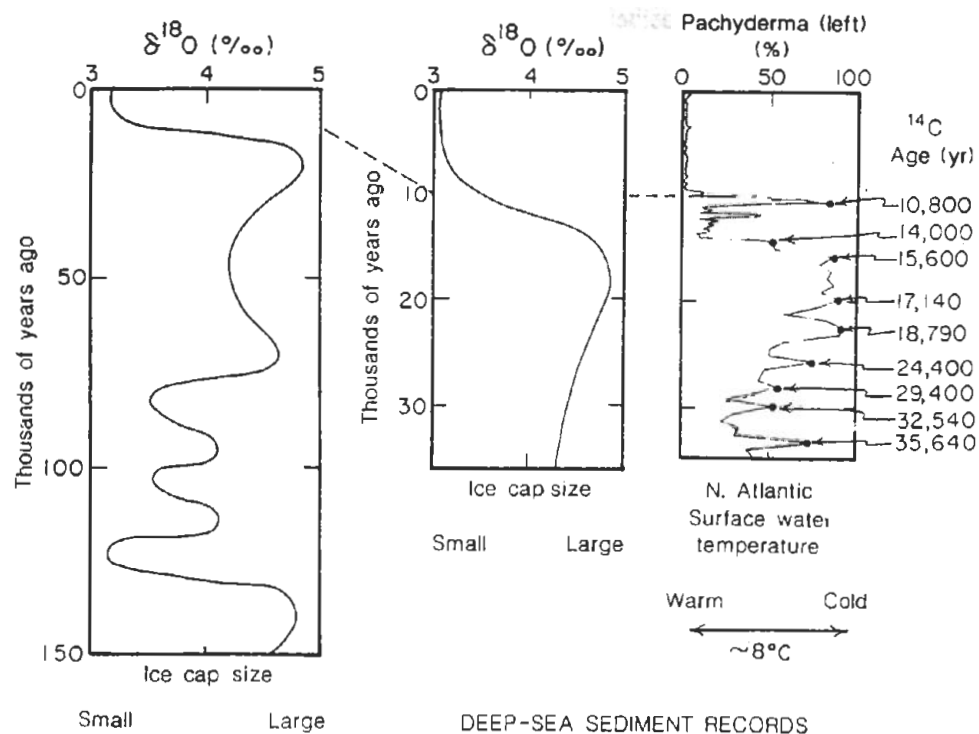 δ¹⁸O (‰)
3 4 5
0
50
100
150
Thousands of years ago
Ice cap size
Small Large
δ¹⁸O (‰)
3 4 5
0
10
20
30
Thousands of years ago
Ice cap size
Small Large
Pachyderma (left)
(%)
0 50 100
¹⁴C
Age (yr)
10,800
14,000
15,600
17,140
18,790
24,400
29,400
32,540
35,640
N. Atlantic
Surface water
temperature
Warm Cold
~8°C
DEEP-SEA SEDIMENT RECORDS